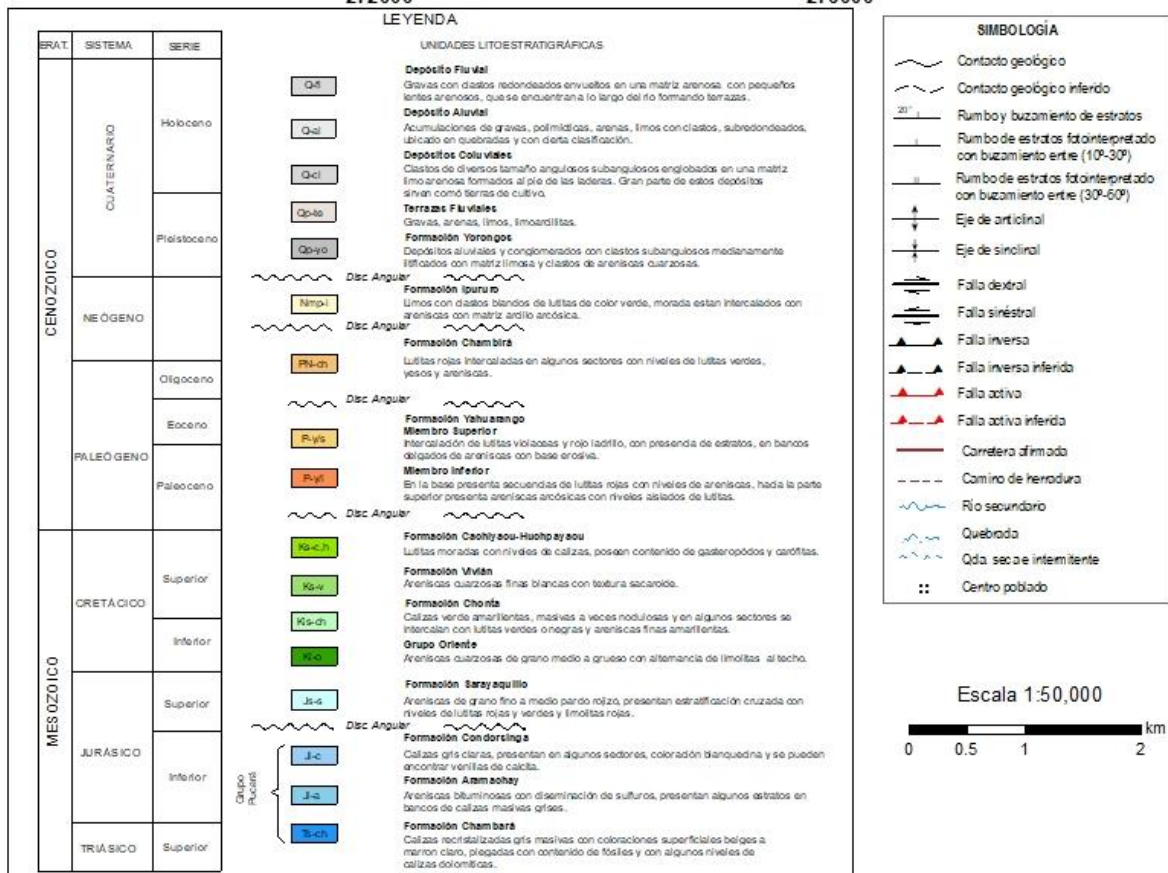 LEYENDA
ERAT. SISTEMA SERIE UNIDADES LITOESTRATIGRÁFICAS
CENOZOICO
CUATERNARIO
Holoceno
Q-fl
Depósito Fluvial
Gravas con clastos redondeados envueltos en una matriz arenosa con pequeños
lentes arenosos, que se encuentran a lo largo del río formando terrazas.
Q-al
Depósito Aluvial
Acumulaciones de gravas, polimícticas, arenas, limos con clastos, subredondeados,
ubicado en quebradas y con cierta clasificación.
Q-cl
Depósitos Coluviales
Clastos de diversos tamaño angulosos subangulosos englobados en una matriz
limo arenosa formados al pie de las laderas. Gran parte de estos depósitos
sirven comó tierras de cultivo.
Pleistoceno
Qp-te
Terrazas Fluviales
Gravas, arenas, limos, limoarcilitas.
Qp-yo
Formación Yorongos
Depósitos aluviales y conglomerados con clastos subangulosos medianamente
litificados con matriz limosa y clastos de areniscas cuarzosas.
Disc. Angular
NEÓGENO
Nmp-i
Formación Ipururo
Limos con clastos blandos de lutitas de color verde, morada estan intercalados con
areniscas con matriz arcillo arcósica.
Disc. Angular
PN-ch
Formación Chambirá
Lutitas rojas Intercaladas en algunos sectores con niveles de lutitas verdes,
yesos y areniscas.
PALEÓGENO
Oligoceno
Disc. Angular
Eoceno
P-y/s
Formación Yahuarango
Miembro Superior
Intercalación de lutitas violaceas y rojo ladrillo, con presencia de estratos, en bancos
delgados de areniscas con base erosiva.
Paleoceno
P-y/i
Miembro Inferior
En la base presenta secuencias de lutitas rojas con niveles de areniscas, hacia la parte
superior presenta areniscas arcósicas con niveles aislados de lutitas.
Disc. Angular
MESOZOICO
CRETÁCICO
Superior
Ks-c,h
Formación Cachiyacu-Huchpayacu
Lutitas moradas con niveles de calizas, poseen contenido de gasteropódos y carófitas.
Ks-v
Formación Vivián
Areniscas cuarzosas finas blancas con textura sacaroide.
Kis-ch
Formación Chonta
Calizas verde amarillentas, masivas a veces nodulosas y en algunos sectores se
intercalan con lutitas verdes o negras y areniscas finas amarillentas.
Inferior
Ki-o
Grupo Oriente
Areniscas cuarzosas de grano medio a grueso con alternancia de limolitas al techo.
JURÁSICO
Superior
Js-s
Formación Sarayaquillo
Areniscas de grano fino a medio pardo rojizo, presentan estratificación cruzada con
niveles de lutitas rojas y verdes y limolitas rojas.
Disc. Angular
Inferior
Grupo
Pucará
Ji-c
Formación Condorsinga
Calizas gris claras, presentan en algunos sectores, coloración blanquecina y se pueden
encontrar venillas de calcita.
Ji-a
Formación Aramachay
Areniscas bituminosas con diseminación de sulfuros, presentan algunos estratos en
bancos de calizas masivas grises.
TRIÁSICO
Superior
Ts-ch
Formación Chambará
Calizas recristalizadas gris masivas con coloraciones superficiales beiges a
marron claro, plegadas con contenido de fósiles y con algunos niveles de
calizas dolomíticas.
SIMBOLOGÍA
Contacto geológico
Contacto geológico inferido
20° Rumbo y buzamiento de estratos
Rumbo de estratos fotointerpretado
con buzamiento entre (10º-30º)
Rumbo de estratos fotointerpretado
con buzamiento entre (30º-60º)
Eje de anticlinal
Eje de sinclinal
Falla dextral
Falla sinéstral
Falla inversa
Falla inversa inferida
Falla activa
Falla activa inferida
Carretera afirmada
Camino de herradura
Río secundario
Quebrada
Qda. seca e intermitente
Centro poblado
Escala 1:50,000
km
0 0.5 1 2